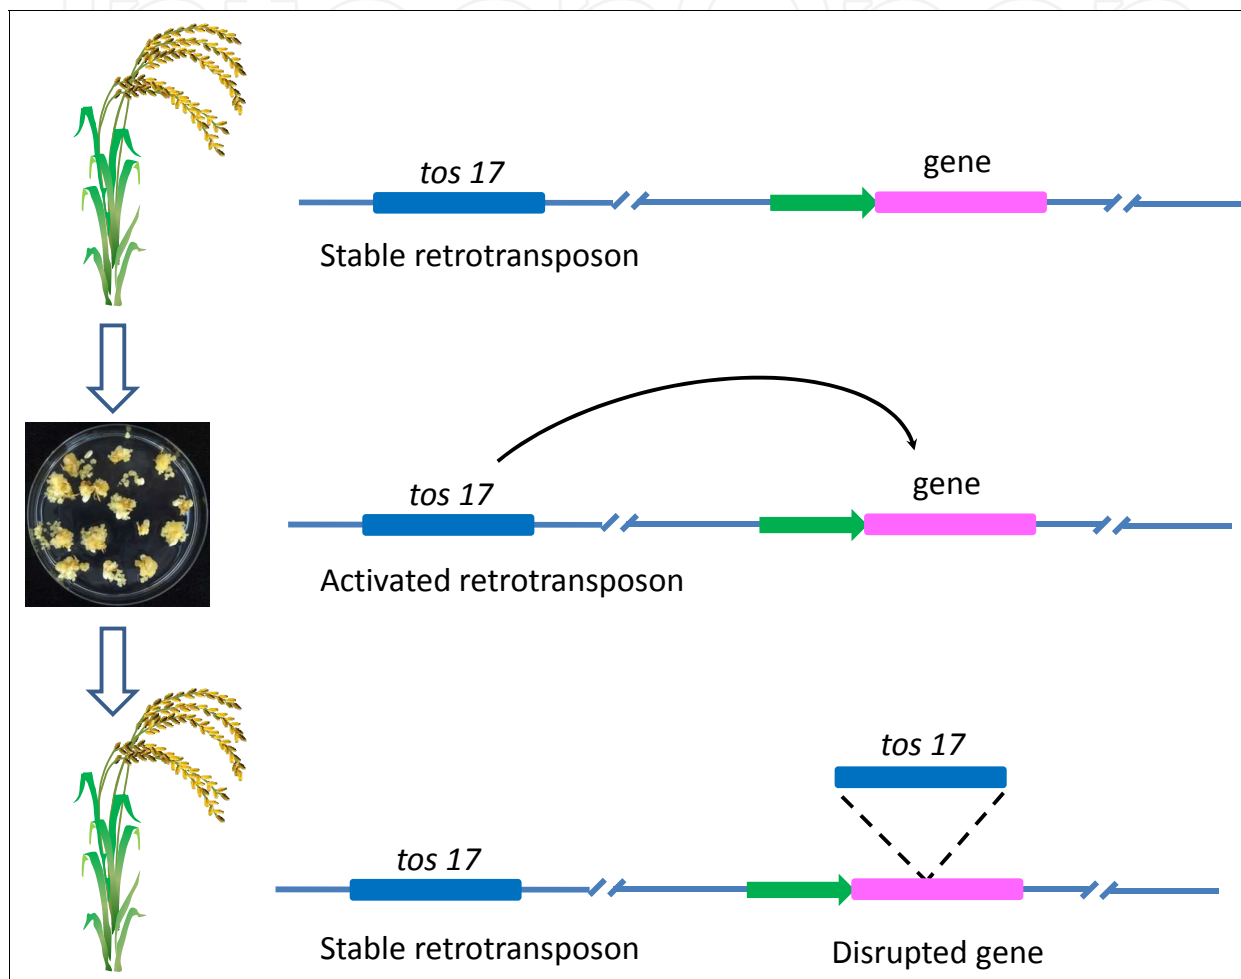 tos 17
gene
Stable retrotransposon
tos 17
gene
Activated retrotransposon
tos 17
tos 17
Stable retrotransposon
Disrupted gene